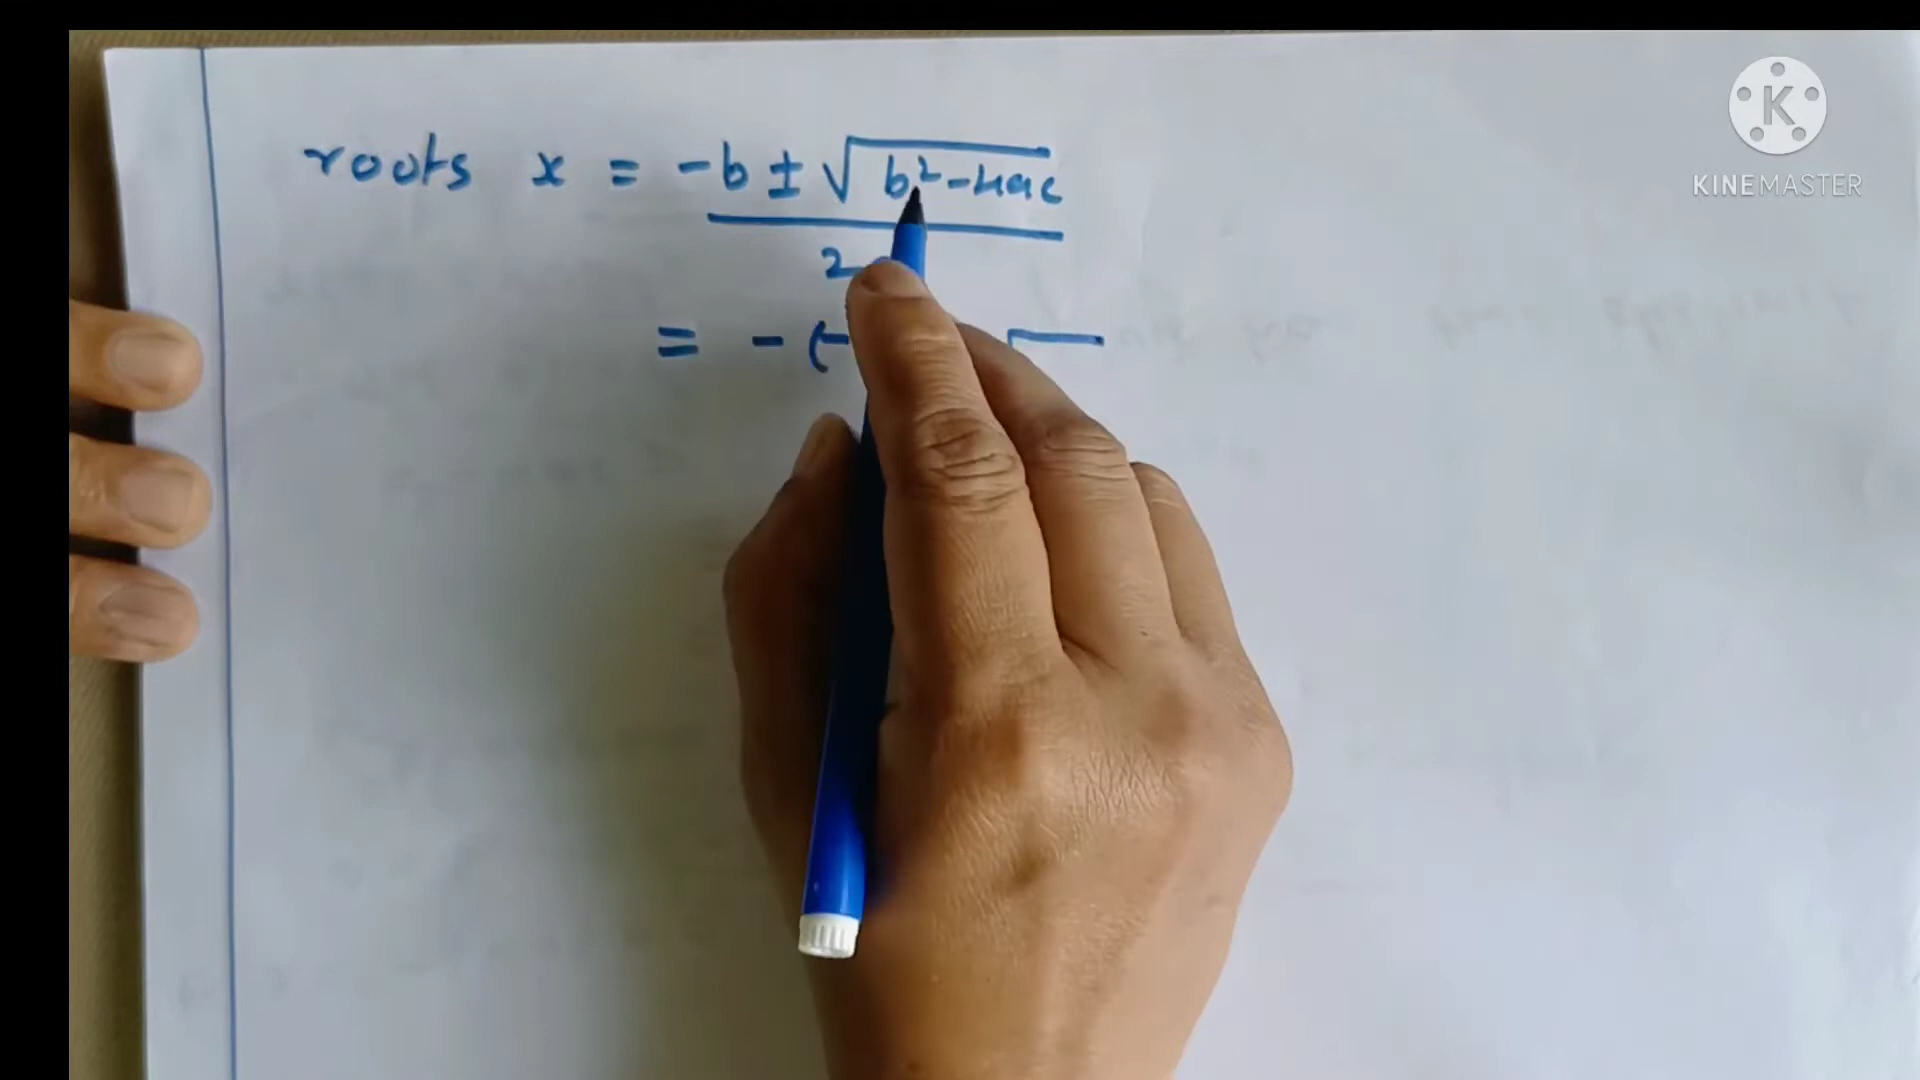 roots x = -b ± √b²-4ac
2
= - (-
K
KINEMASTER